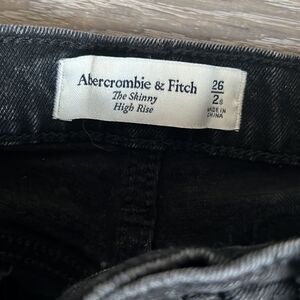 Abercrombie & Fitch
The Skinny
High Rise
26
2S
MADE IN
CHINA